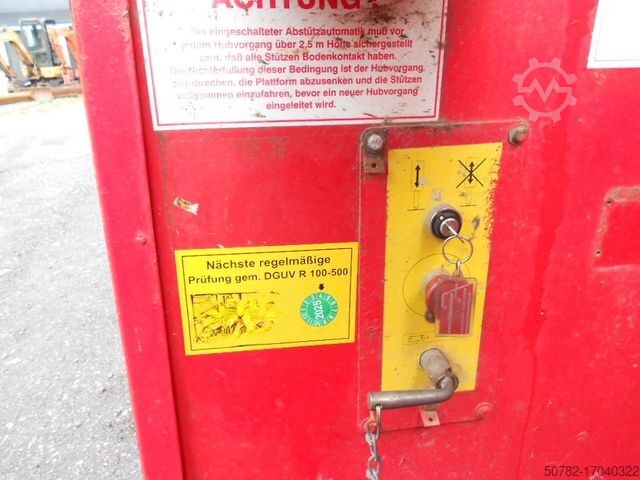 ACHTUNG!
Bei eingeschalteter Abstützautomatik muß vor
jedem Hubvorgang über 2,5 m Höhe sichergestellt
sein, daß alle Stützen Bodenkontakt haben.
Bei Nichterfüllung dieser Bedingung ist der Hubvorgang
zu unterbrechen, die Plattform abzusenken und die Stützen
vollkommen einzufahren, bevor ein neuer Hubvorgang
eingeleitet wird.
Nächste regelmäßige
Prüfung gem. DGUV R 100-500
2025
50782-17040322